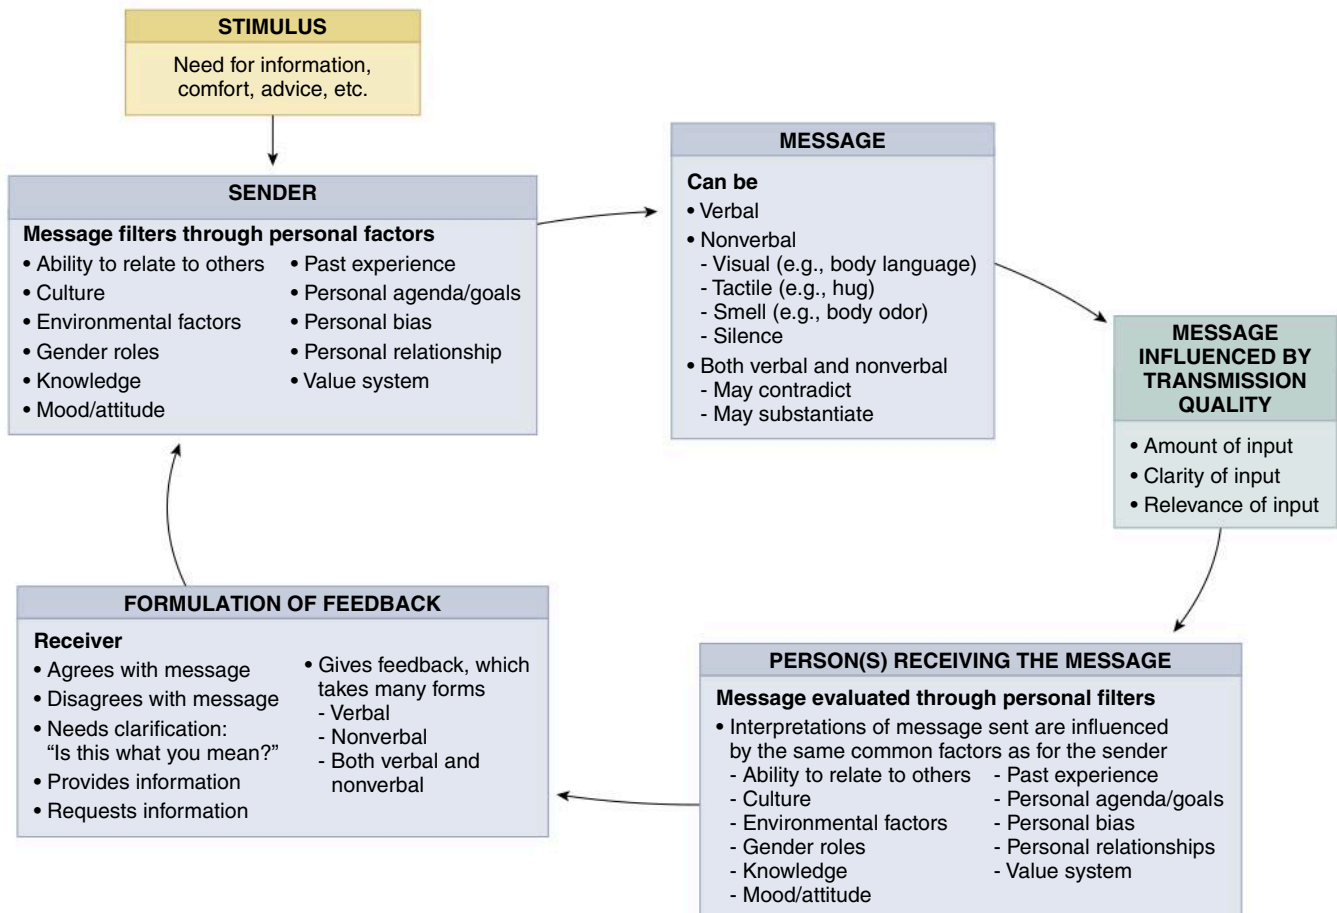 STIMULUS
Need for information,
comfort, advice, etc.
SENDER
Message filters through personal factors
• Ability to relate to others
• Culture
• Environmental factors
• Gender roles
• Knowledge
• Mood/attitude
• Past experience
• Personal agenda/goals
• Personal bias
• Personal relationship
• Value system
MESSAGE
Can be
• Verbal
• Nonverbal
- Visual (e.g., body language)
- Tactile (e.g., hug)
- Smell (e.g., body odor)
- Silence
• Both verbal and nonverbal
- May contradict
- May substantiate
MESSAGE
INFLUENCED BY
TRANSMISSION
QUALITY
• Amount of input
• Clarity of input
• Relevance of input
PERSON(S) RECEIVING THE MESSAGE
Message evaluated through personal filters
• Interpretations of message sent are influenced
by the same common factors as for the sender
- Ability to relate to others
- Culture
- Environmental factors
- Gender roles
- Knowledge
- Mood/attitude
- Past experience
- Personal agenda/goals
- Personal bias
- Personal relationships
- Value system
FORMULATION OF FEEDBACK
Receiver
• Agrees with message
• Disagrees with message
• Needs clarification:
“Is this what you mean?”
• Provides information
• Requests information
• Gives feedback, which
takes many forms
- Verbal
- Nonverbal
- Both verbal and
nonverbal